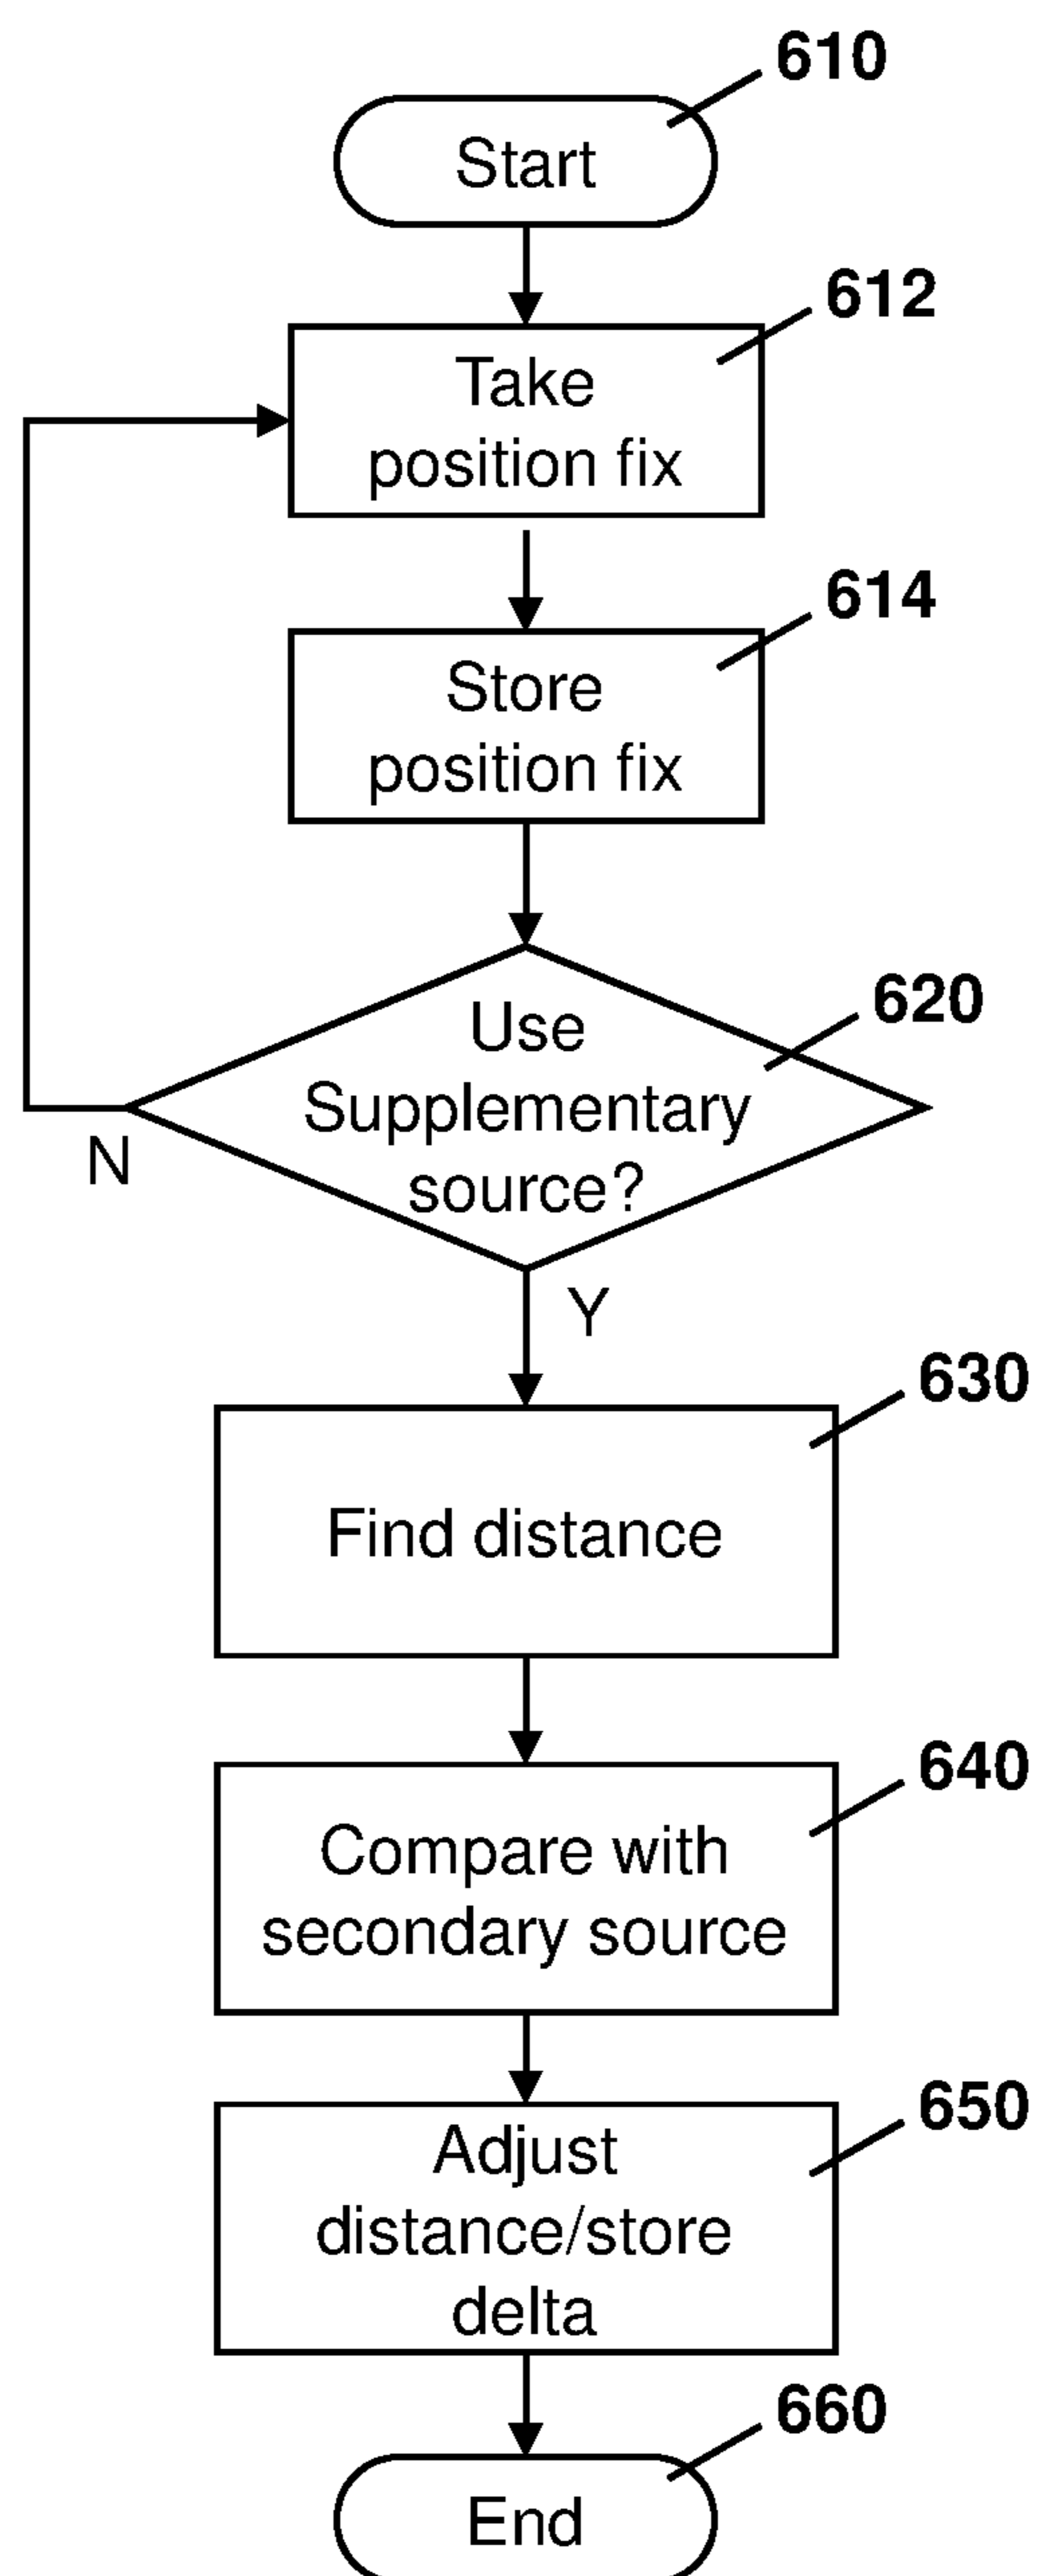 610
Start
612
Take
position fix
614
Store
position fix
620
Use
Supplementary
source?
N
Y
630
Find distance
640
Compare with
secondary source
650
Adjust
distance/store
delta
660
End